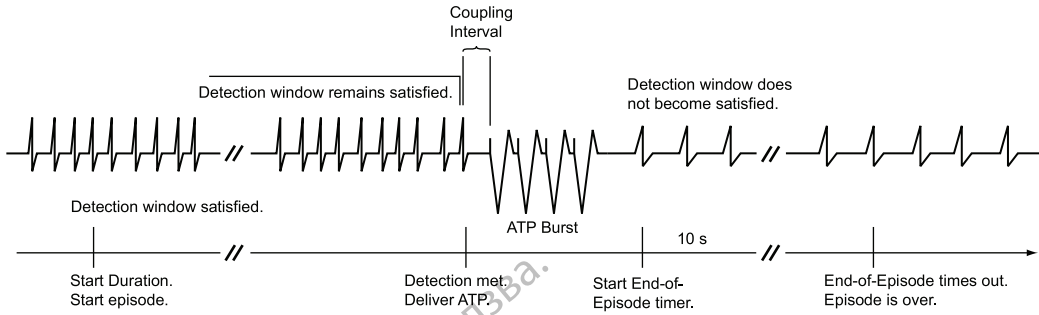 Coupling
Interval
Detection window remains satisfied.
Detection window does
not become satisfied.
Detection window satisfied.
ATP Burst
10 s
Start Duration.
Start episode.
Detection met.
Deliver ATP.
Start End-of-
Episode timer.
End-of-Episode times out.
Episode is over.